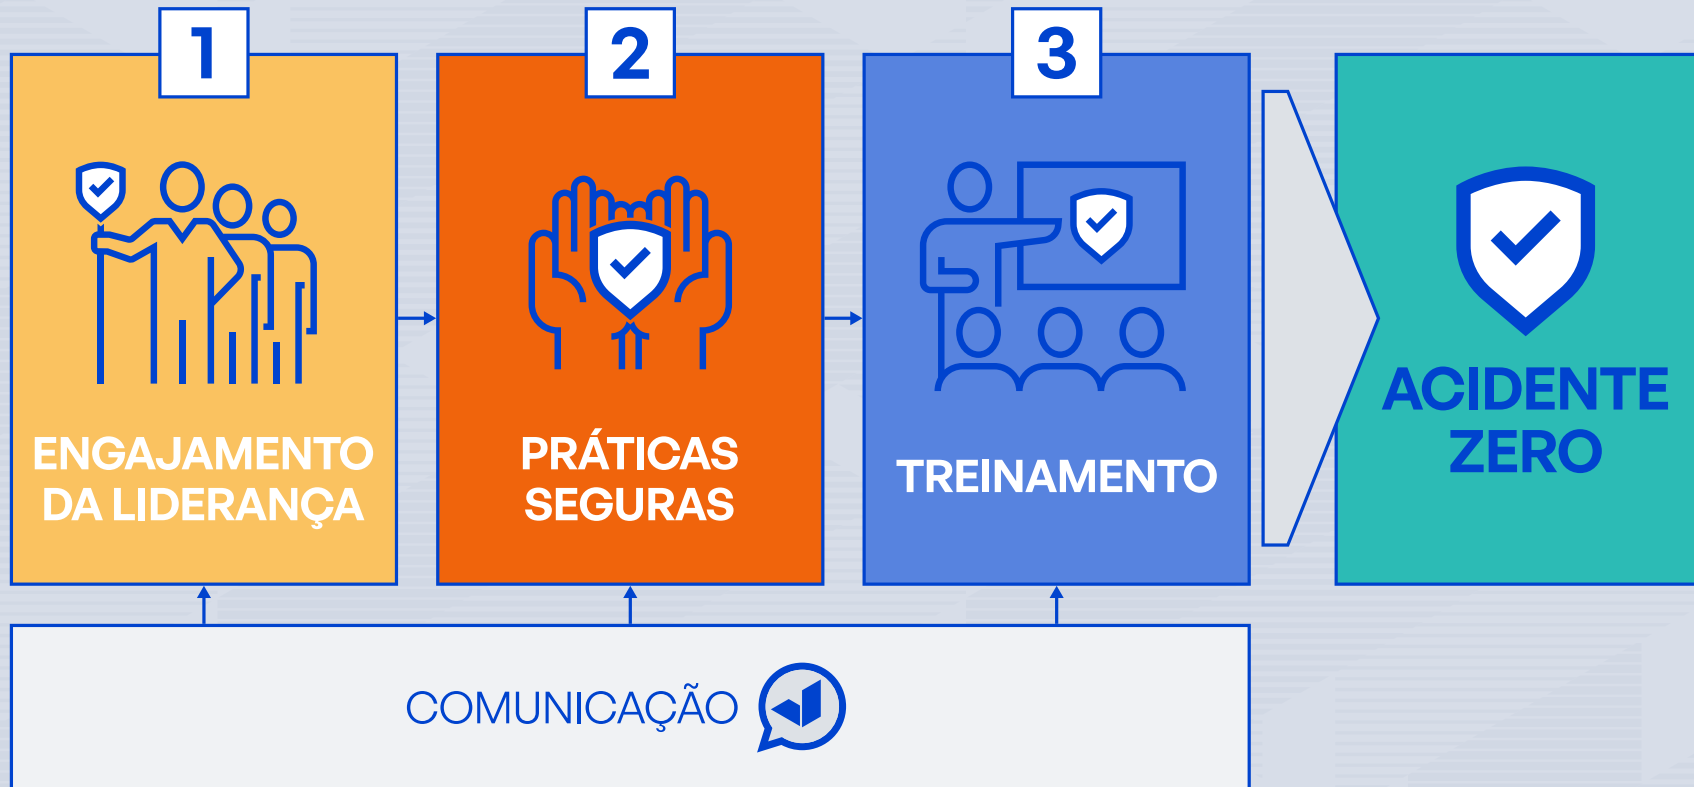 1
ENGAJAMENTO
DA LIDERANÇA
2
PRÁTICAS
SEGURAS
3
TREINAMENTO
ACIDENTE
ZERO
COMUNICAÇÃO